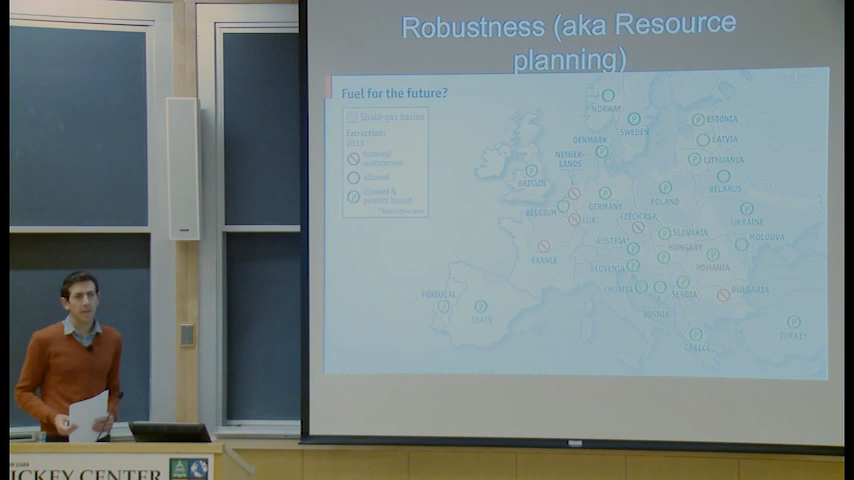 Robustness (aka Resource
planning)
Fuel for the future?
Shale-gas basins
Extraction:
2013
banned/
moratorium
allowed
allowed &
permits issued
NORWAY
SWEDEN
ESTONIA
LATVIA
LITHUANIA
DENMARK
NETHER-
LANDS
BRITAIN
BELARUS
GERMANY
POLAND
BELGIUM
LUX.
UKRAINE
CZECH REP.
SLOVAKIA
MOLDOVA
AUSTRIA
HUNGARY
FRANCE
SLOVENIA
ROMANIA
CROATIA
SERBIA
BULGARIA
PORTUGAL
SPAIN
BOSNIA
GREECE
TURKEY
ICKEY CENTER